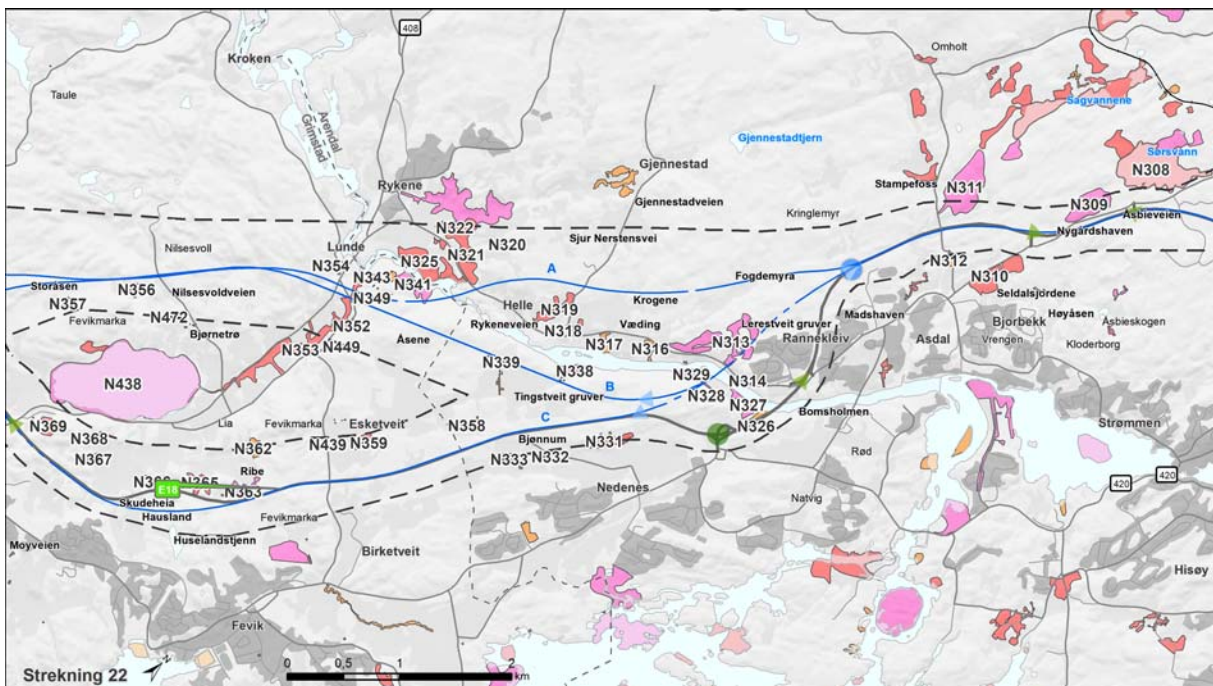 408
Kroken
Omholt
Taule
Arendal
Grimstad
Sagvannene
Gjennestadtjern
Sørsvann
Gjennestad
N308
Rykene
Stampefoss
N311
Gjennestadveien
N309
Kringlemyr
Åsbieveien
N322
N320
Nygårdshaven
Sjur Nerstensvei
Lunde
Nilsesvoll
N321
N325
N312
N354
N343
A
Fogdemyra
N310
N341
Storåsen
N356
Nilsesvoldveien
N349
Helle
Krogene
Seldalsjordene
N357
N319
Madshaven
Høyåsen
Fevikmarka
N472
N352
Rykeneveien
Væding
Lerestveit gruver
Bjorbekk
Åsbieskogen
Bjørnetrø
N318
N313
Rannekleiv
Asdal
Vrengen
Kloderborg
Åsene
N317
N316
N353
N449
N339
N338
N329
N314
N438
Tingstveit gruver
B
N328
N327
Bomsholmen
C
Strømmen
N369
Lia
Fevikmarka
Esketveit
N358
N326
N368
N439
N359
Bjønnum
N331
N362
N332
N367
N333
Rød
Ribe
N365
E18
N363
Nedenes
420
420
Skudeheia
Natvig
Hausland
Fevikmarka
Huselandstjenn
Moyveien
Birketveit
Hisøy
Fevik
0 0,5 1 2
km
Strekning 22
N